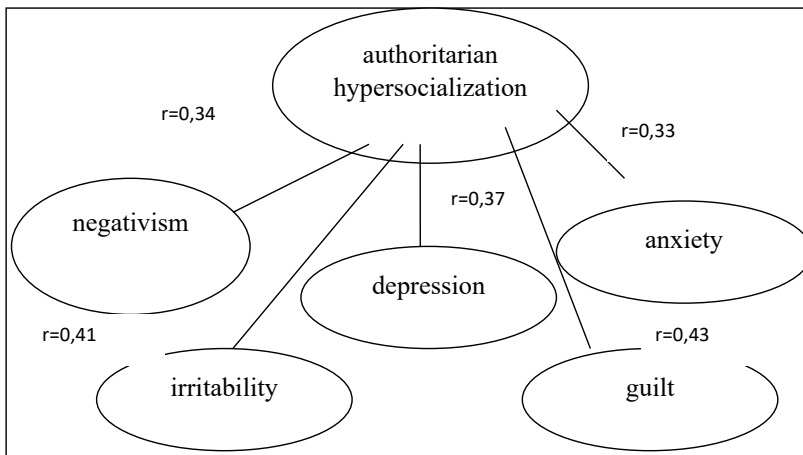 authoritarian
hypersocialization
r=0,34
r=0,33
r=0,37
negativism
anxiety
depression
r=0,41
r=0,43
irritability
guilt